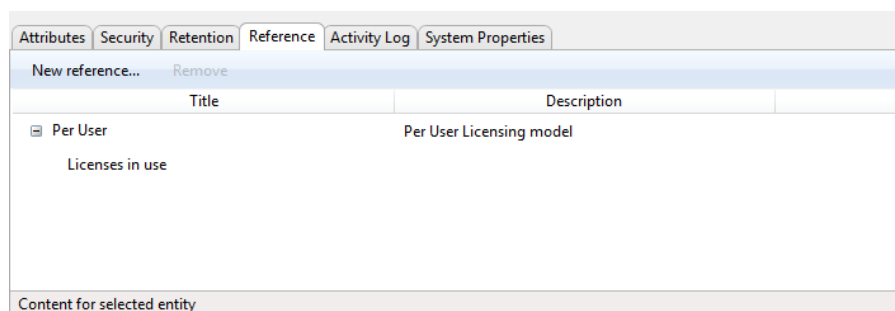 Attributes Security Retention Reference Activity Log System Properties
New reference... Remove
Title Description
Per User Per User Licensing model
Licenses in use
Content for selected entity